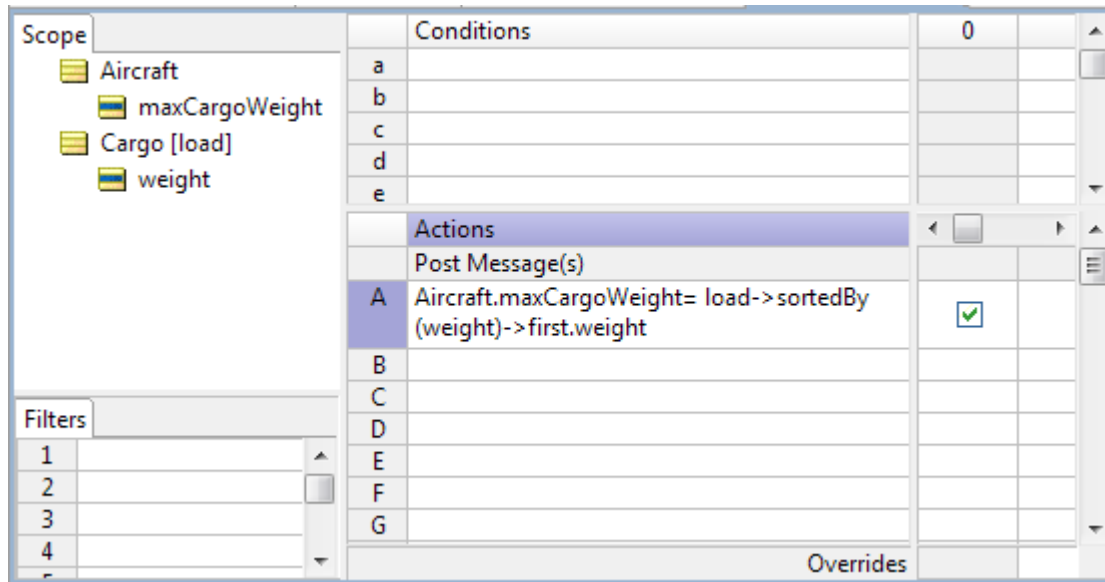 Scope
Aircraft
maxCargoWeight
Cargo [load]
weight
Filters
1
2
3
4
Conditions 0
a
b
c
d
e
Actions
Post Message(s)
A Aircraft.maxCargoWeight= load->sortedBy
(weight)->first.weight
B
C
D
E
F
G
Overrides